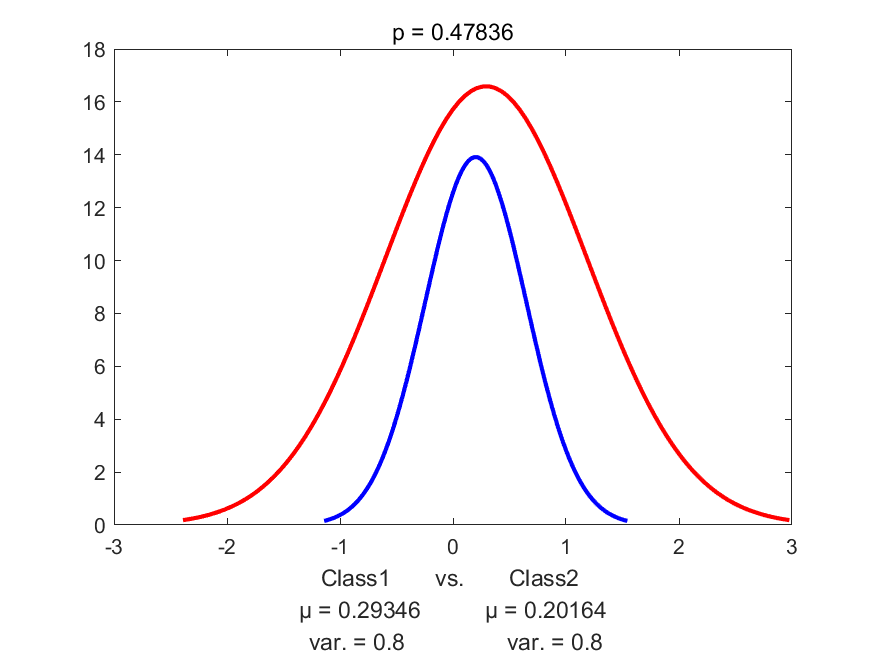 p = 0.47836
18
16
14
12
10
8
6
4
2
0
-3 -2 -1 0 1 2 3
Class1 vs. Class2
μ = 0.29346 μ = 0.20164
var. = 0.8 var. = 0.8